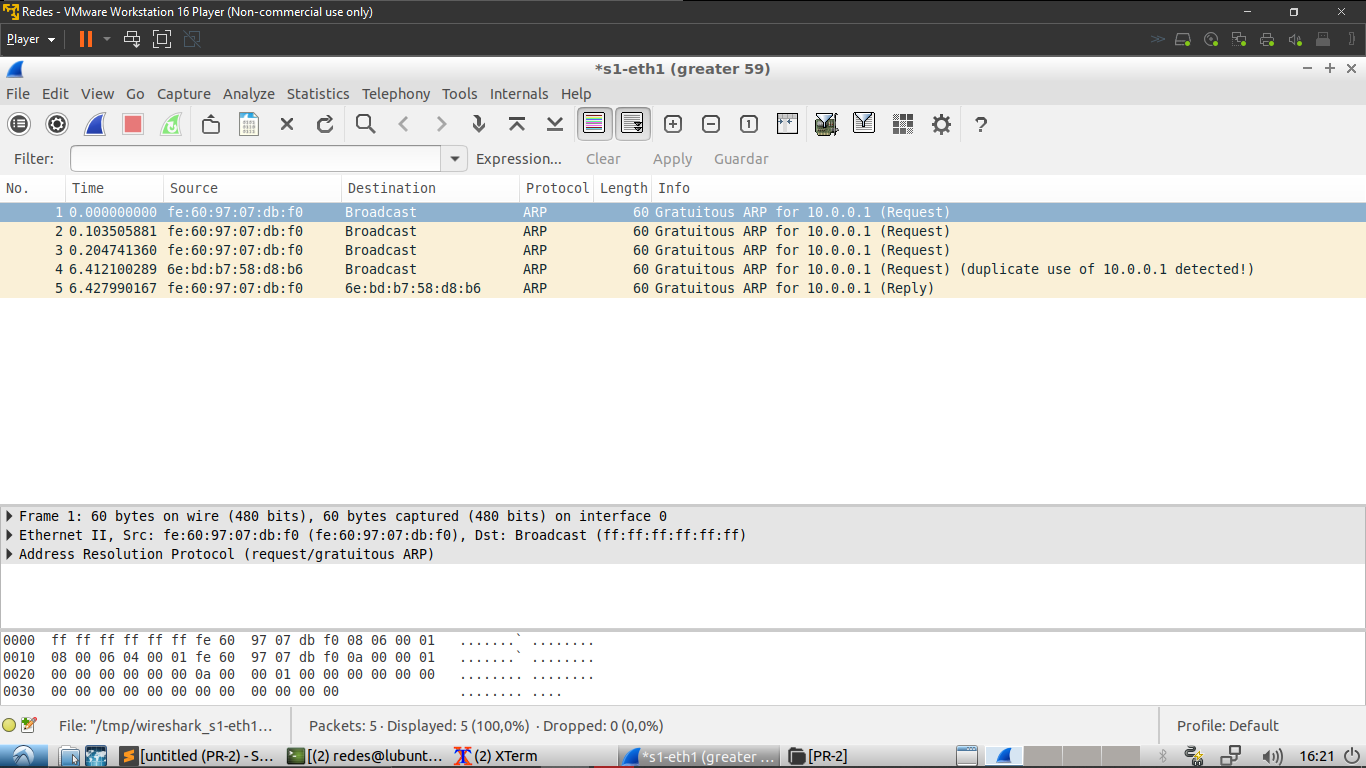 Redes - VMware Workstation 16 Player (Non-commercial use only)
Player
*s1-eth1 (greater 59)
File Edit View Go Capture Analyze Statistics Telephony Tools Internals Help
Filter: Expression... Clear Apply Guardar
No. Time Source Destination Protocol Length Info
1 0.000000000 fe:60:97:07:db:f0 Broadcast ARP 60 Gratuitous ARP for 10.0.0.1 (Request)
2 0.103505881 fe:60:97:07:db:f0 Broadcast ARP 60 Gratuitous ARP for 10.0.0.1 (Request)
3 0.204741360 fe:60:97:07:db:f0 Broadcast ARP 60 Gratuitous ARP for 10.0.0.1 (Request)
4 6.412100289 6e:bd:b7:58:d8:b6 Broadcast ARP 60 Gratuitous ARP for 10.0.0.1 (Request) (duplicate use of 10.0.0.1 detected!)
5 6.427990167 fe:60:97:07:db:f0 6e:bd:b7:58:d8:b6 ARP 60 Gratuitous ARP for 10.0.0.1 (Reply)
Frame 1: 60 bytes on wire (480 bits), 60 bytes captured (480 bits) on interface 0
Ethernet II, Src: fe:60:97:07:db:f0 (fe:60:97:07:db:f0), Dst: Broadcast (ff:ff:ff:ff:ff:ff)
Address Resolution Protocol (request/gratuitous ARP)
0000 ff ff ff ff ff ff fe 60 97 07 db f0 08 06 00 01 .......` ........
0010 08 00 06 04 00 01 fe 60 97 07 db f0 0a 00 00 01 .......` ........
0020 00 00 00 00 00 00 0a 00 00 01 00 00 00 00 00 00 ........ ........
0030 00 00 00 00 00 00 00 00 00 00 00 00 ........ ....
File: "/tmp/wireshark_s1-eth1... Packets: 5 · Displayed: 5 (100,0%) · Dropped: 0 (0,0%) Profile: Default
[untitled (PR-2) - S... [(2) redes@lubunt... (2) XTerm *s1-eth1 (greater ... [PR-2] 16:21